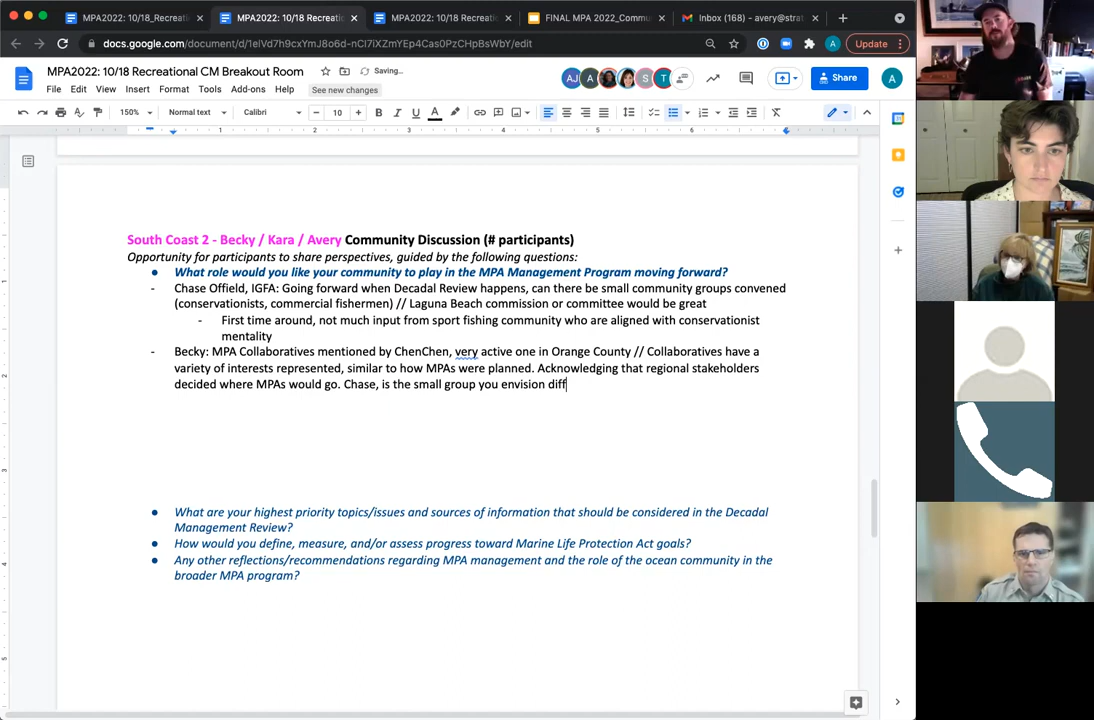 MPA2022: 10/18_Recreati
MPA2022: 10/18 Recreatio
MPA2022: 10/18 Recreatio
FINAL MPA 2022_Commu
Inbox (168) – avery@strat
docs.google.com/document/d/1elVd7h9cxYmJ8o6d-nCl7iXZmYEp4Cas0PzCHpBsWbY/edit
Update
MPA2022: 10/18 Recreational CM Breakout Room
Saving...
File Edit View Insert Format Tools Add-ons Help
See new changes
AJ A S T
Share
A
150% Normal text Calibri 10 B I U A
1 2 3 4 5 6 7
South Coast 2 - Becky / Kara / Avery Community Discussion (# participants)
Opportunity for participants to share perspectives, guided by the following questions:
● What role would you like your community to play in the MPA Management Program moving forward?
- Chase Offield, IGFA: Going forward when Decadal Review happens, can there be small community groups convened
(conservationists, commercial fishermen) // Laguna Beach commission or committee would be great
- First time around, not much input from sport fishing community who are aligned with conservationist
mentality
- Becky: MPA Collaboratives mentioned by ChenChen, very active one in Orange County // Collaboratives have a
variety of interests represented, similar to how MPAs were planned. Acknowledging that regional stakeholders
decided where MPAs would go. Chase, is the small group you envision diff
● What are your highest priority topics/issues and sources of information that should be considered in the Decadal
Management Review?
● How would you define, measure, and/or assess progress toward Marine Life Protection Act goals?
● Any other reflections/recommendations regarding MPA management and the role of the ocean community in the
broader MPA program?